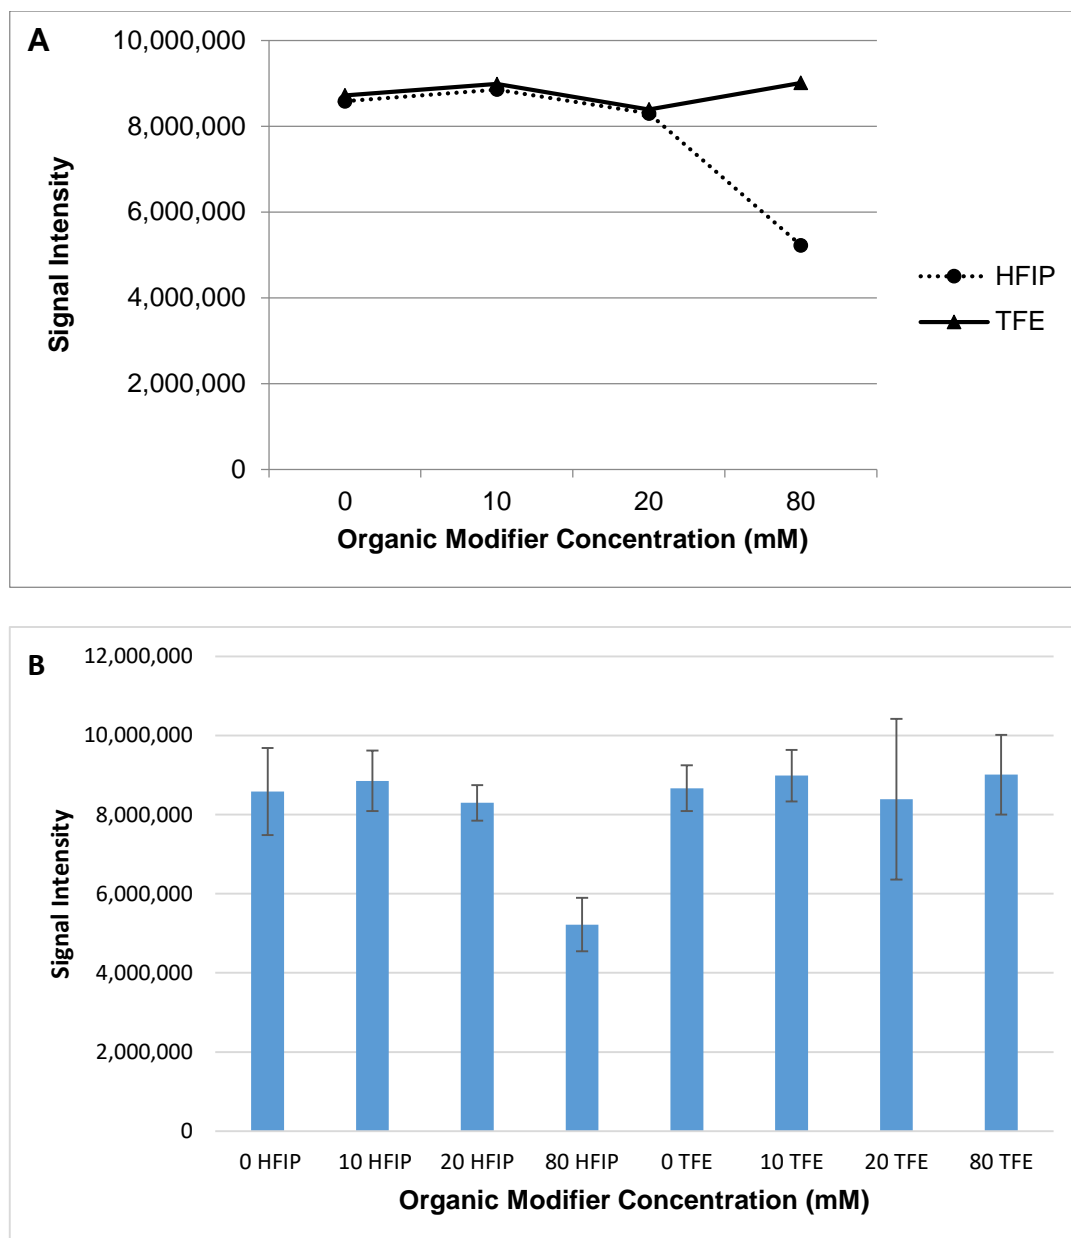 A
10,000,000
8,000,000
6,000,000
4,000,000
2,000,000
0
Signal Intensity
0 10 20 80
Organic Modifier Concentration (mM)
HFIP
TFE
B
12,000,000
10,000,000
8,000,000
6,000,000
4,000,000
2,000,000
0
Signal Intensity
0 HFIP 10 HFIP 20 HFIP 80 HFIP 0 TFE 10 TFE 20 TFE 80 TFE
Organic Modifier Concentration (mM)